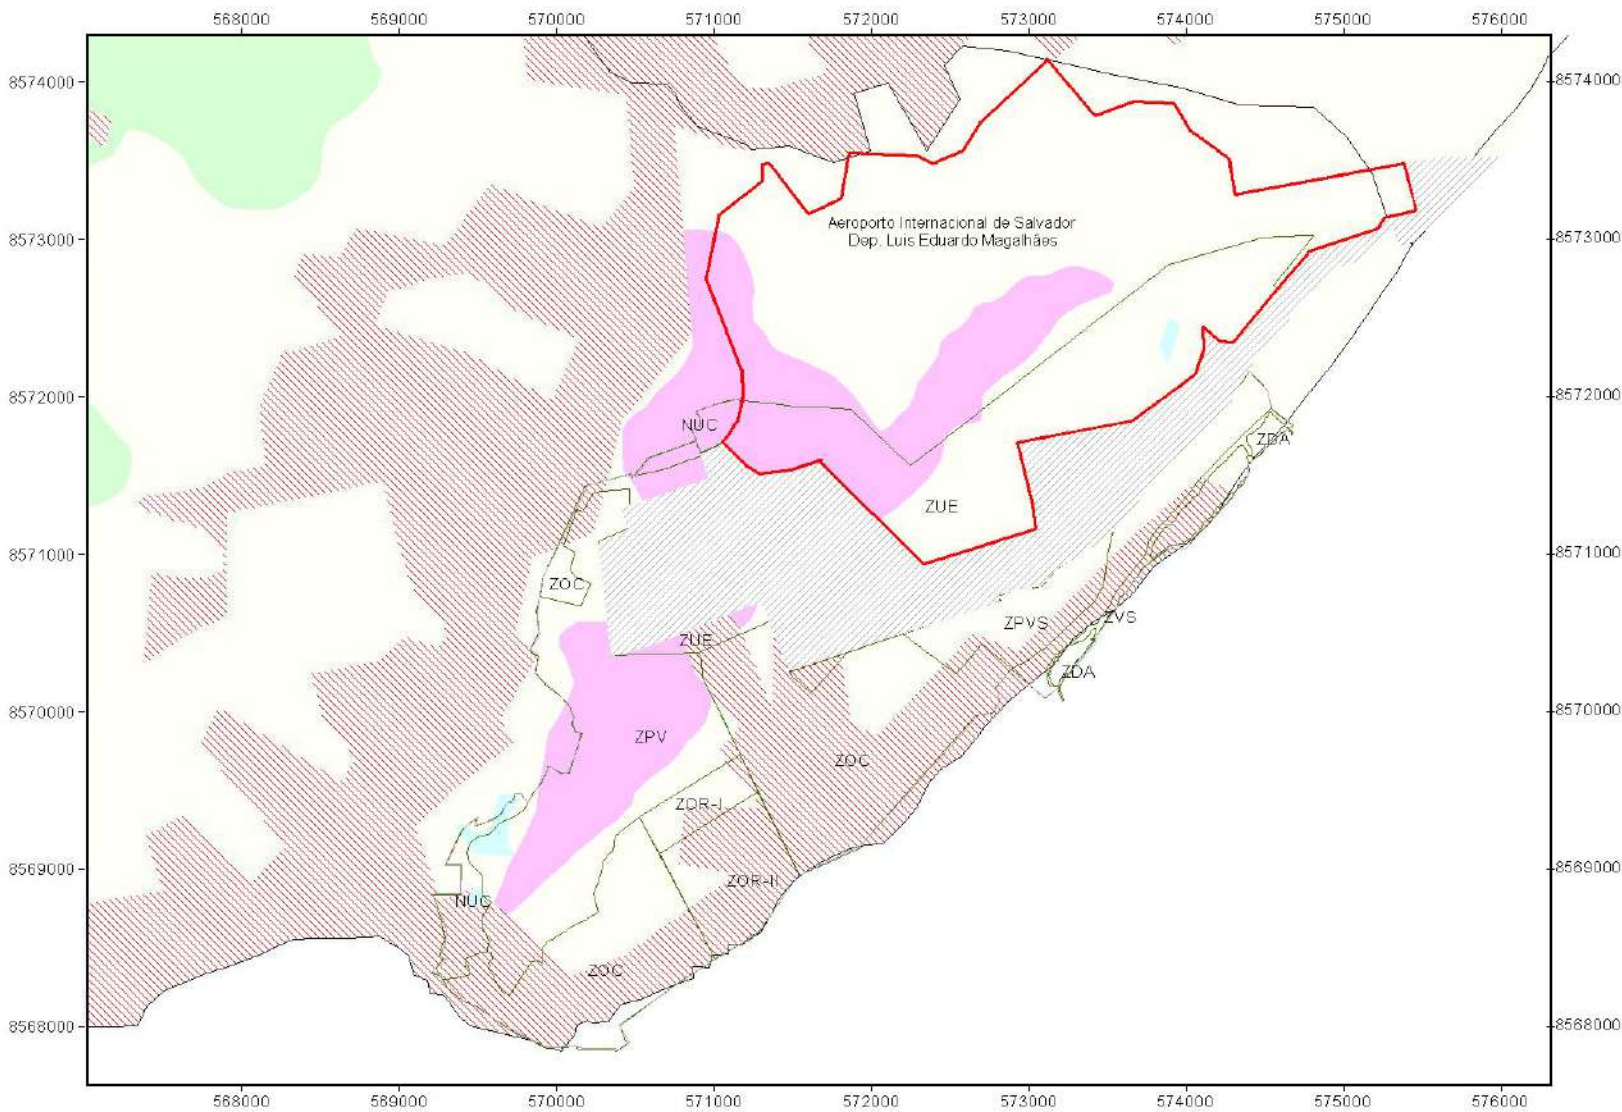 568000 569000 570000 571000 572000 573000 574000 575000 576000
8574000 8574000
Aeroporto Internacional de Salvador
8573000 Dep. Luis Eduardo Magalhães 8573000
8572000 8572000
NUC
ZDA
ZUE
8571000 8571000
ZOC
ZPVS ZVS
ZUE
ZDA
8570000 8570000
ZPV
ZOC
ZOR-I
8569000 8569000
ZOR-II
NUC
ZOC
8568000 8568000
568000 569000 570000 571000 572000 573000 574000 575000 576000